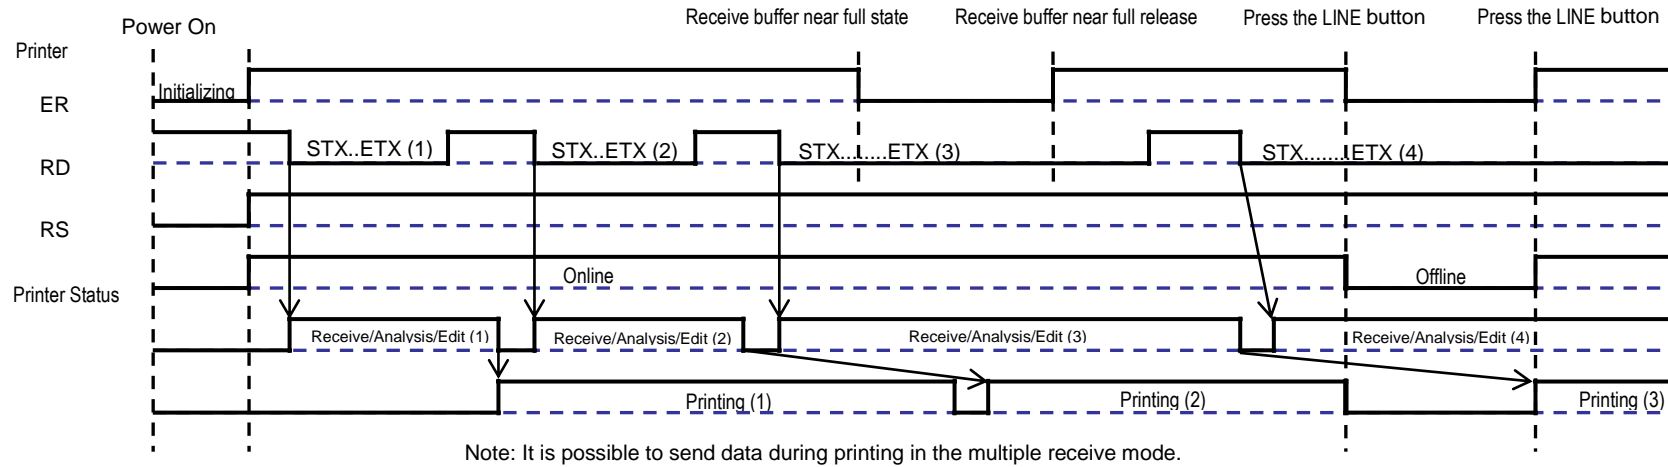 Power On
Receive buffer near full state
Receive buffer near full release
Press the LINE button
Press the LINE button
Printer
Initializing
ER
STX..ETX (1)
STX..ETX (2)
STX........ETX (3)
STX........ETX (4)
RD
RS
Online
Offline
Printer Status
Receive/Analysis/Edit (1)
Receive/Analysis/Edit (2)
Receive/Analysis/Edit (3)
Receive/Analysis/Edit (4)
Printing (1)
Printing (2)
Printing (3)
Note: It is possible to send data during printing in the multiple receive mode.